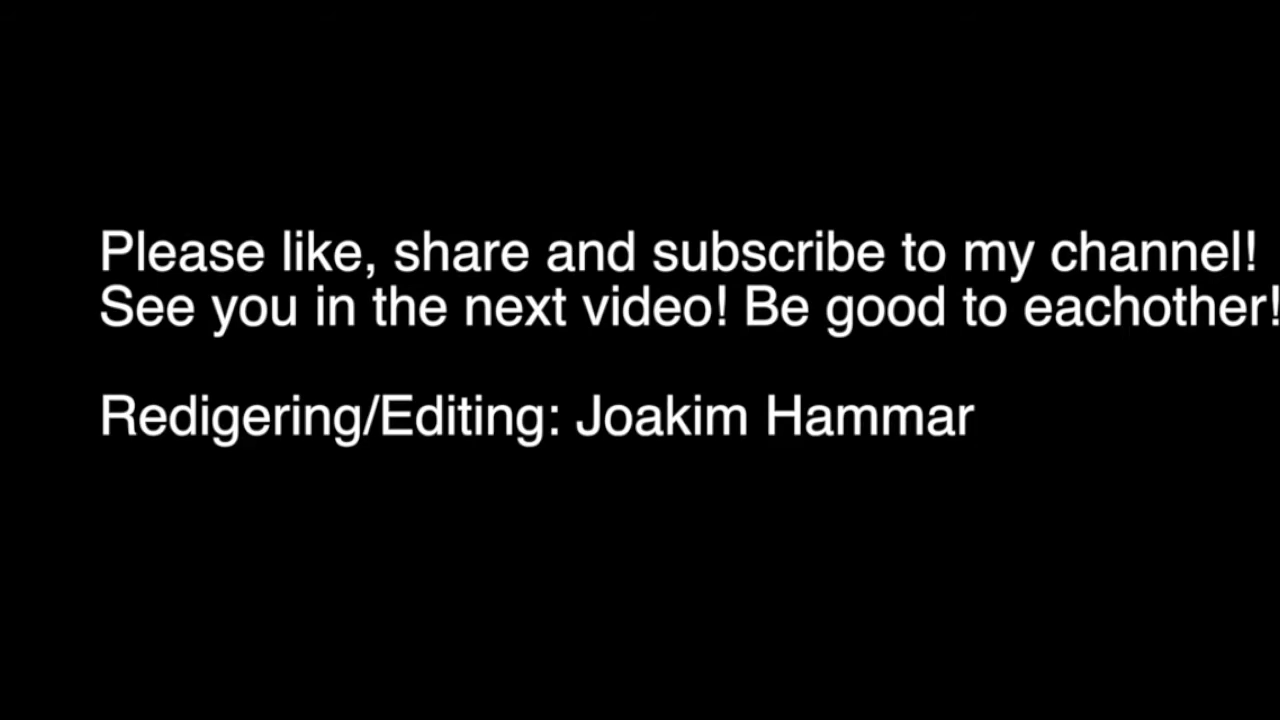 Please like, share and subscribe to my channel!
See you in the next video! Be good to eachother!
Redigering/Editing: Joakim Hammar